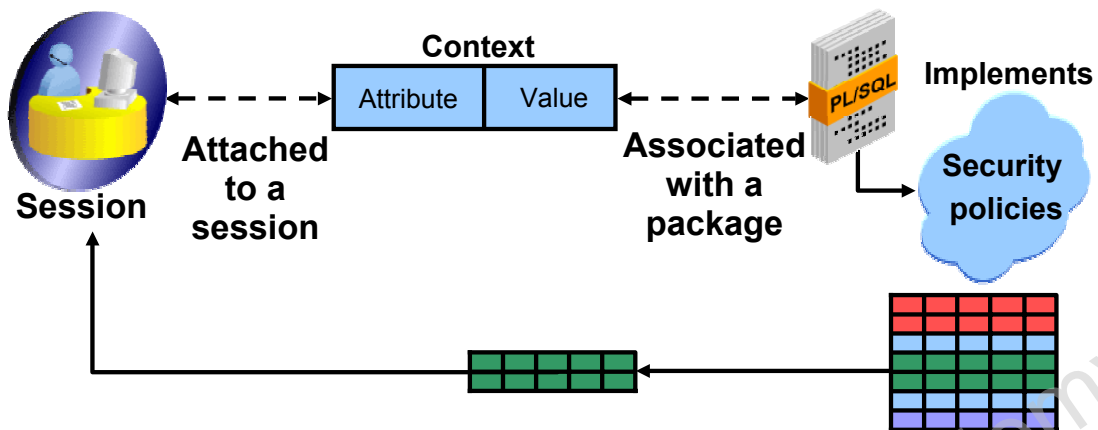 Context
Attribute
Value
PL/SQL
Implements
Security
policies
Attached
to a
session
Associated
with a
package
Session